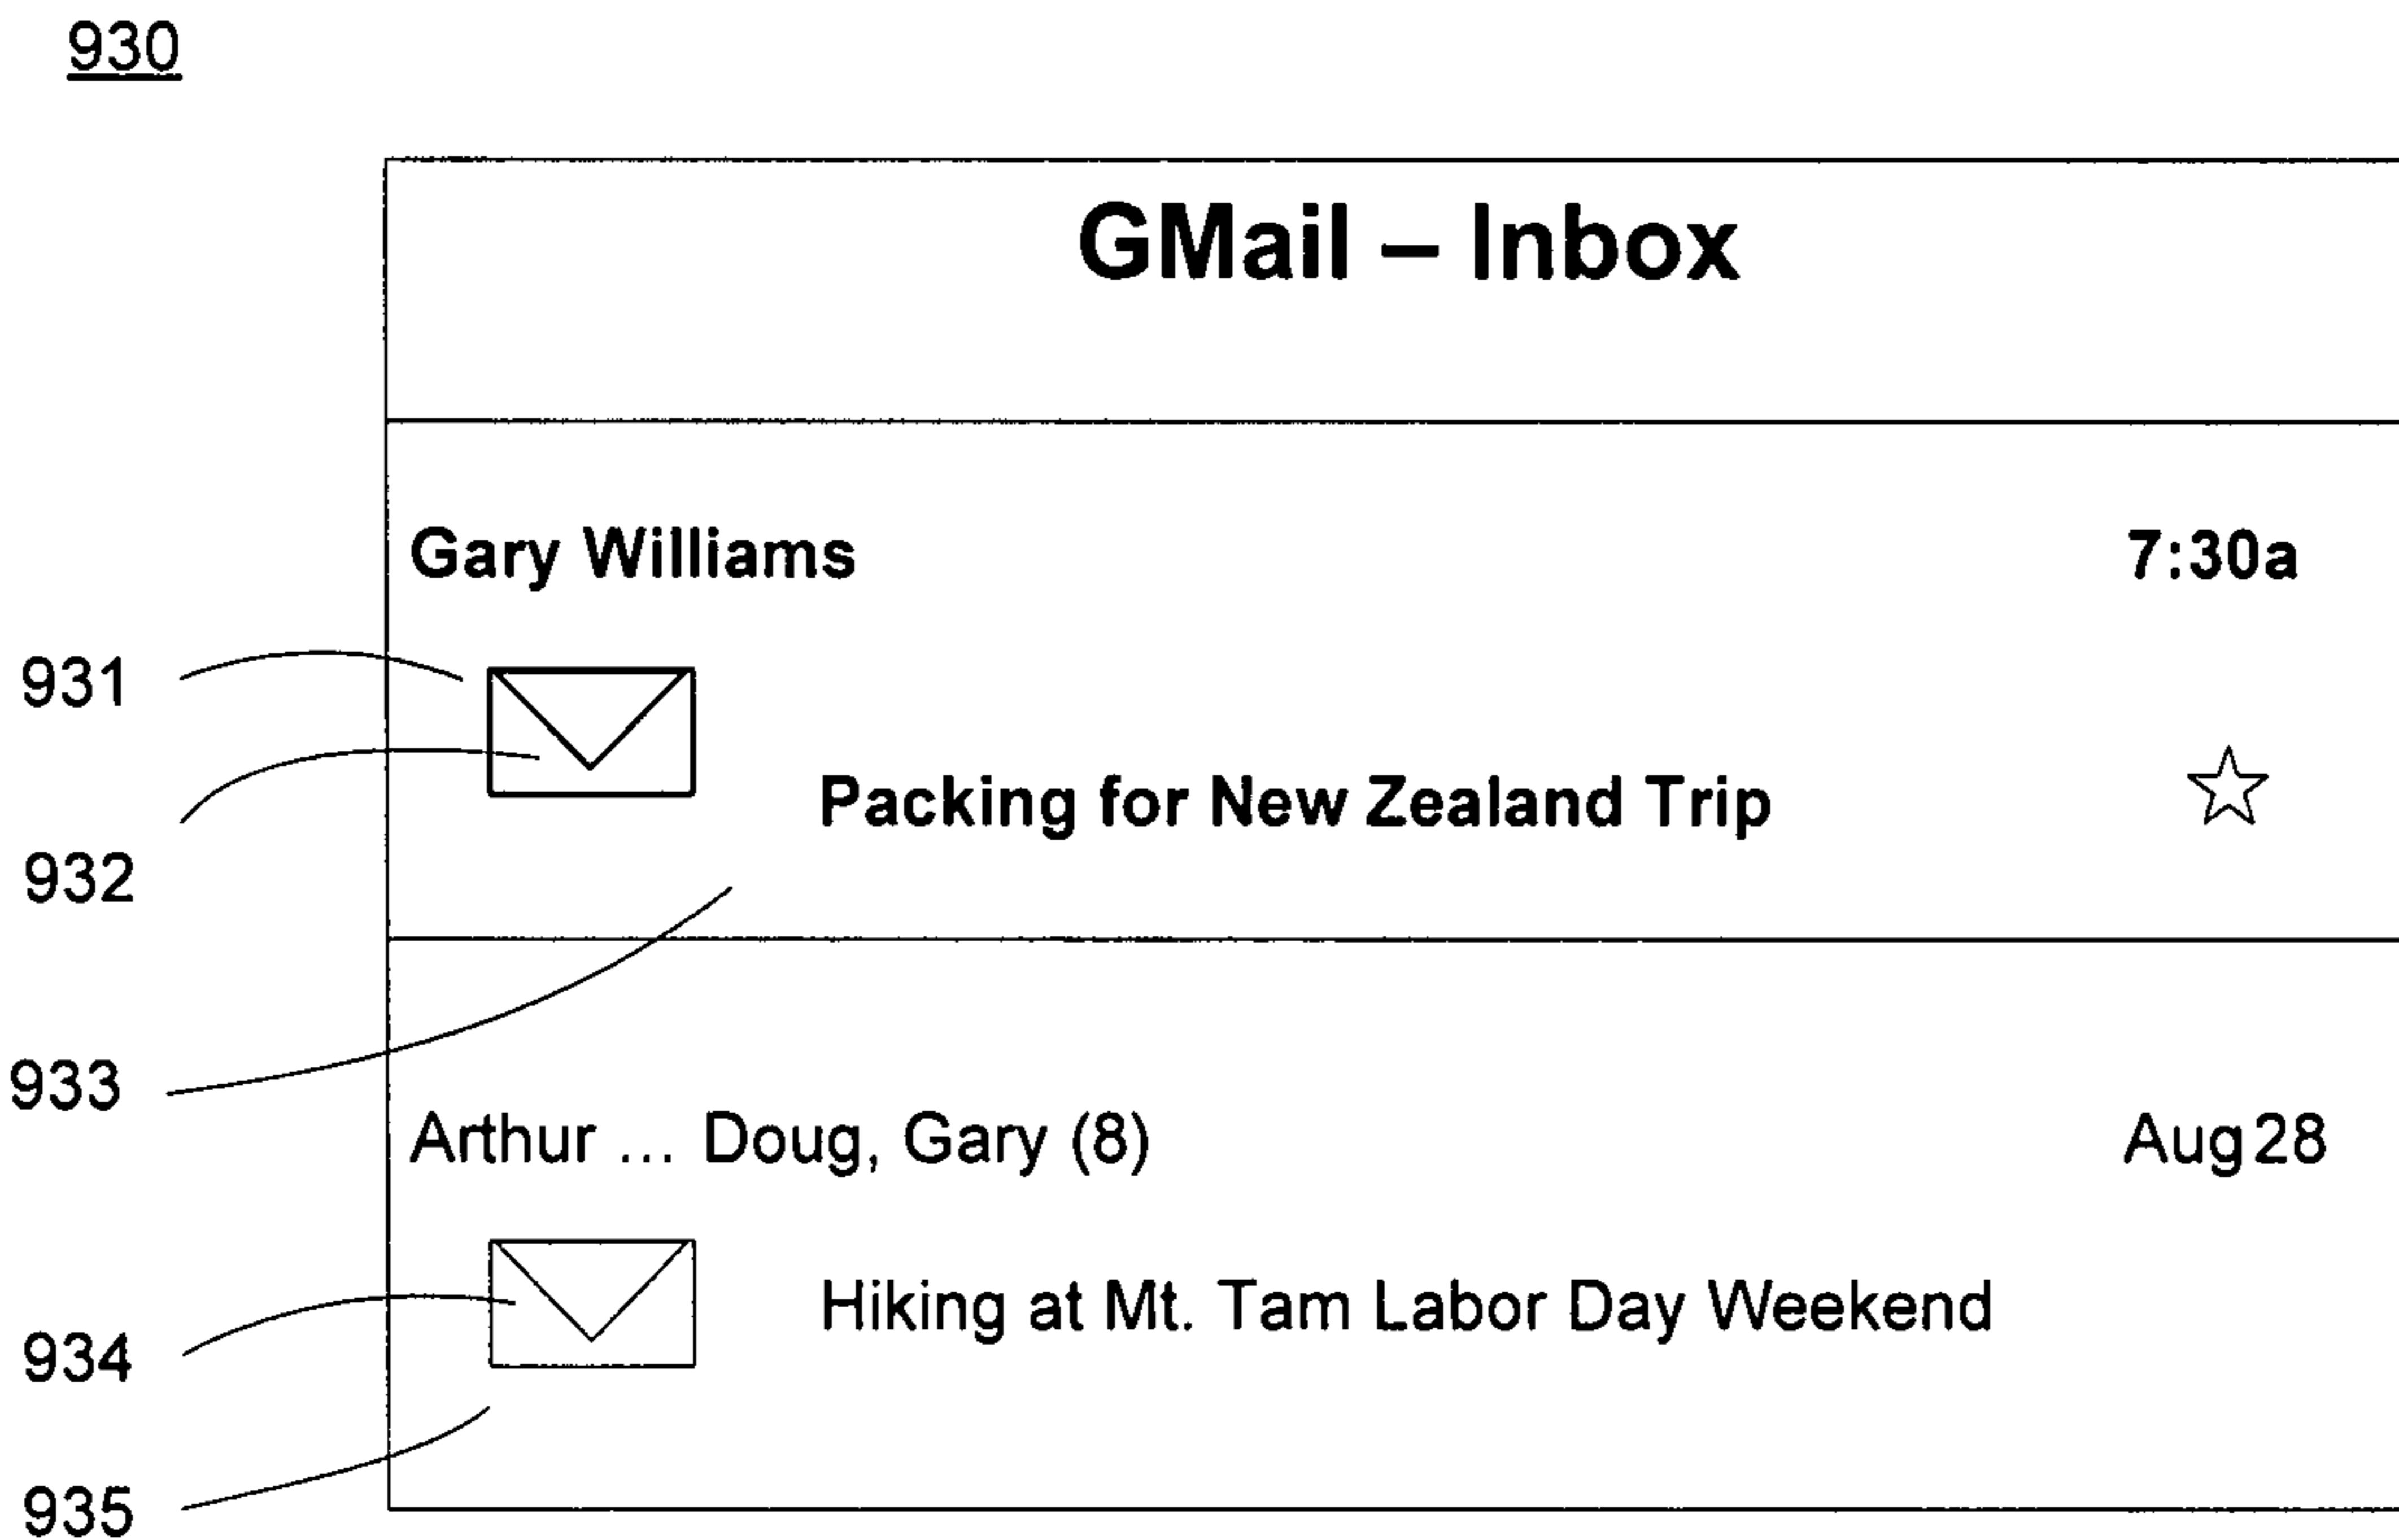 930
GMail – Inbox
Gary Williams 7:30a
931
932
Packing for New Zealand Trip
933
Arthur ... Doug, Gary (8) Aug 28
934
Hiking at Mt. Tam Labor Day Weekend
935